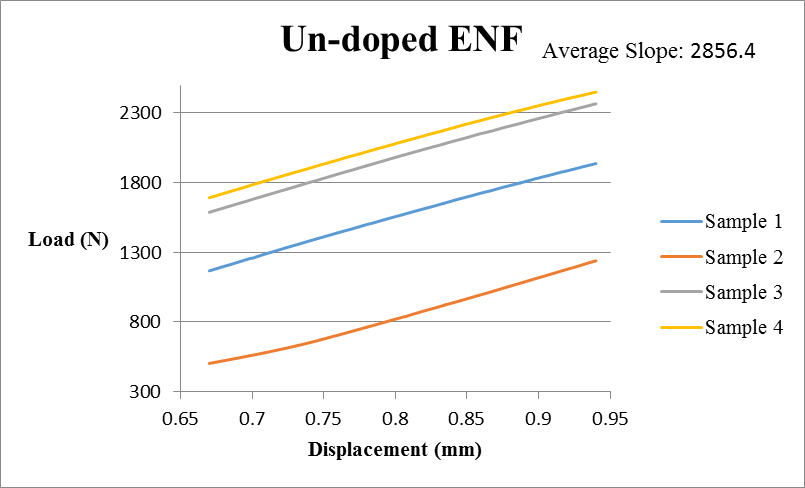 Un-doped ENF
Average Slope: 2856.4
2300
1800
Load (N)
1300
800
300
0.65 0.7 0.75 0.8 0.85 0.9 0.95
Displacement (mm)
Sample 1
Sample 2
Sample 3
Sample 4